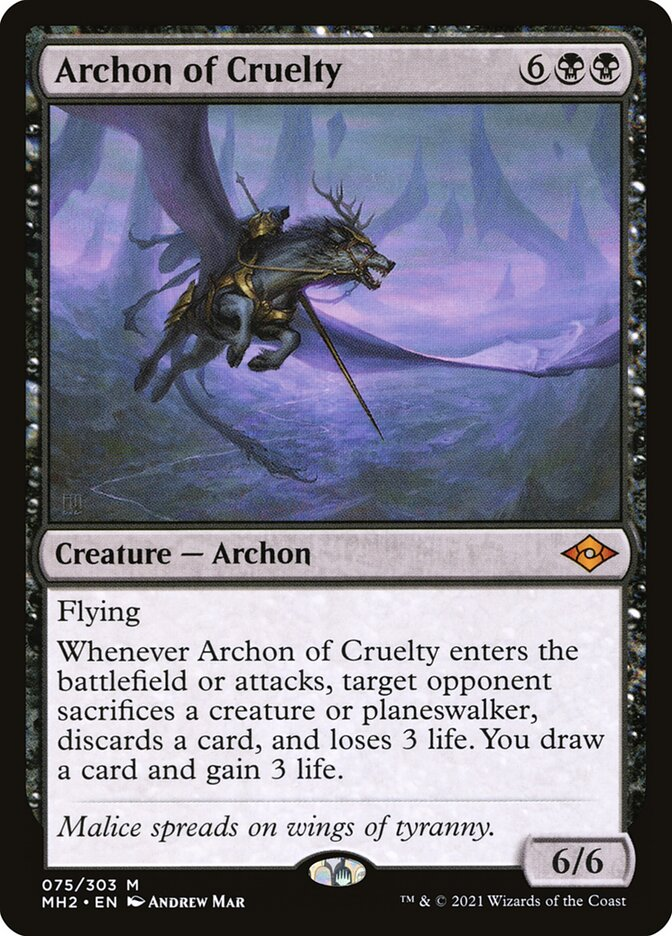 Archon of Cruelty 6
Creature — Archon
Flying
Whenever Archon of Cruelty enters the
battlefield or attacks, target opponent
sacrifices a creature or planeswalker,
discards a card, and loses 3 life. You draw
a card and gain 3 life.
Malice spreads on wings of tyranny.
6/6
075/303 M
MH2 • EN Andrew Mar
™ & © 2021 Wizards of the Coast